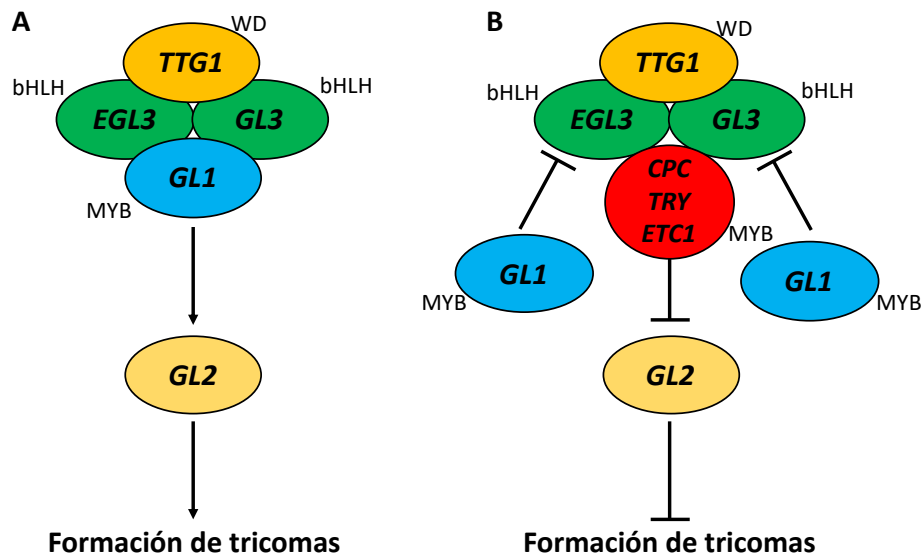 A
WD
TTG1
bHLH
bHLH
EGL3
GL3
GL1
MYB
GL2
Formación de tricomas
B
WD
TTG1
bHLH
bHLH
EGL3
GL3
CPC
TRY
ETC1
MYB
GL1
MYB
GL1
MYB
GL2
Formación de tricomas